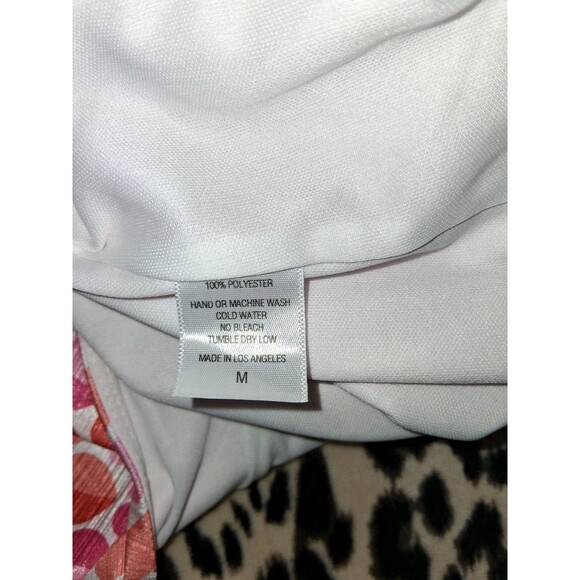 100% POLYESTER
HAND OR MACHINE WASH
COLD WATER
NO BLEACH
TUMBLE DRY LOW
MADE IN LOS ANGELES
M